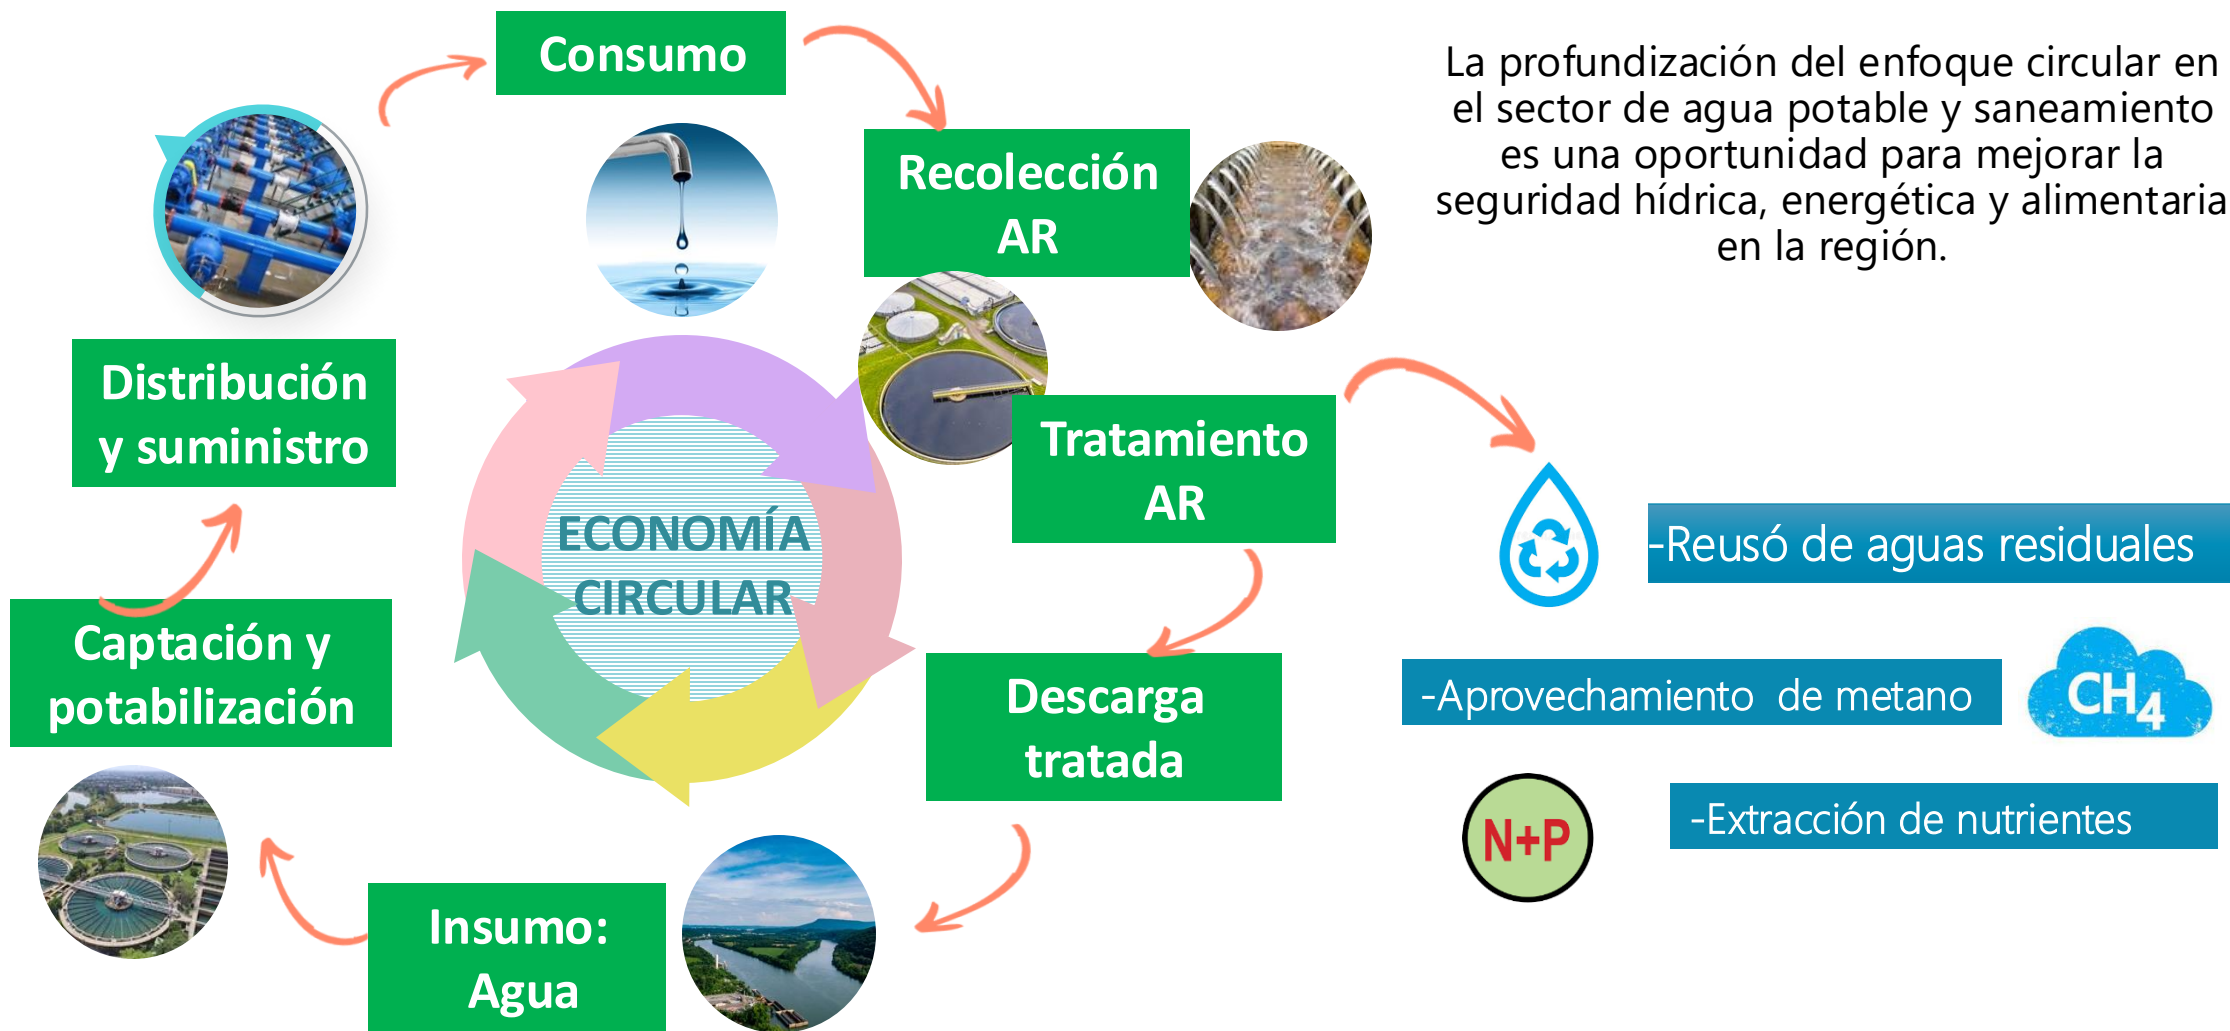 Consumo
Recolección
AR
La profundización del enfoque circular en
el sector de agua potable y saneamiento
es una oportunidad para mejorar la
seguridad hídrica, energética y alimentaria
en la región.
Distribución
y suministro
Tratamiento
AR
ECONOMÍA
CIRCULAR
-Reusó de aguas residuales
Captación y
potabilización
Descarga
tratada
-Aprovechamiento de metano
CH4
-Extracción de nutrientes
N+P
Insumo:
Agua